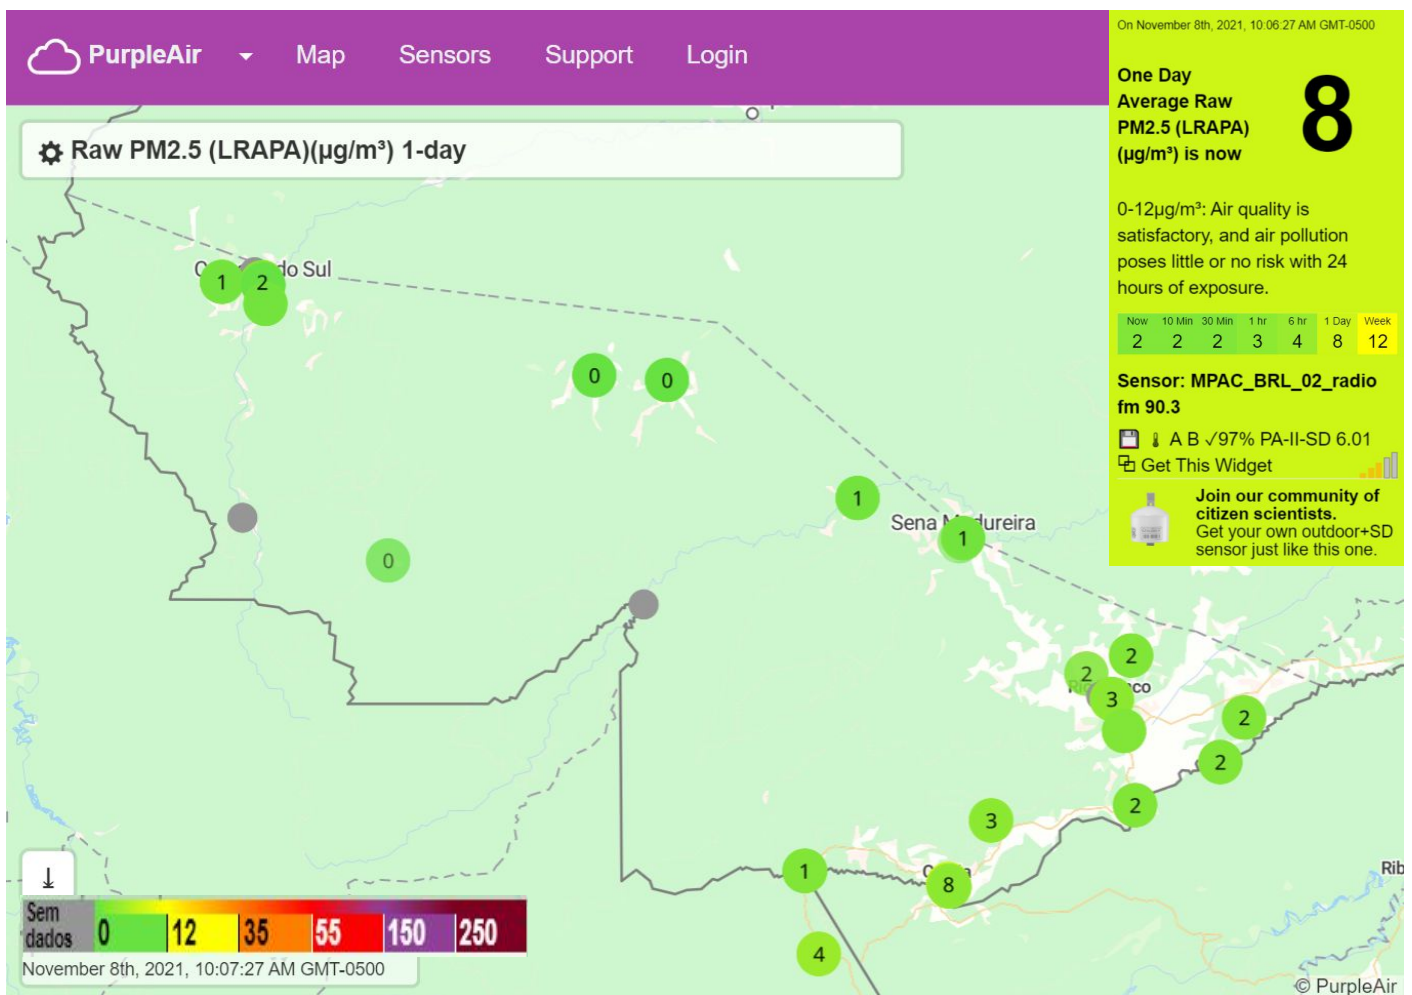 PurpleAir
Map
Sensors
Support
Login
Raw PM2.5 (LRAPA)(µg/m³) 1-day
On November 8th, 2021, 10:06:27 AM GMT-0500
One Day
Average Raw
PM2.5 (LRAPA)
(µg/m³) is now
8
0-12µg/m³: Air quality is
satisfactory, and air pollution
poses little or no risk with 24
hours of exposure.
Now 10 Min 30 Min 1 hr 6 hr 1 Day Week
2 2 2 3 4 8 12
Sensor: MPAC_BRL_02_radio
fm 90.3
A B ✓97% PA-II-SD 6.01
Get This Widget
Join our community of
citizen scientists.
Get your own outdoor+SD
sensor just like this one.
do Sul
1
2
0
0
1
Sena M dureira
1
0
2
2
3
2
2
2
3
1
8
4
Rib
Sem
dados
0 12 35 55 150 250
November 8th, 2021, 10:07:27 AM GMT-0500
© PurpleAir